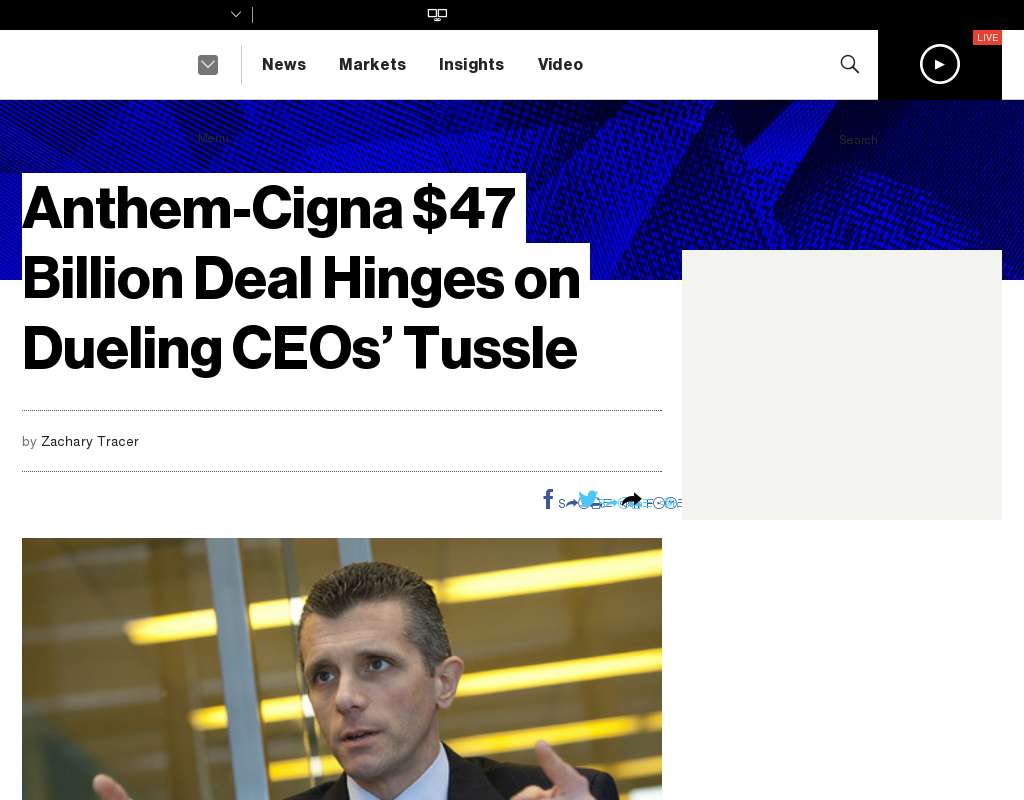 LIVE
News Markets Insights Video
Menu
Search
Anthem-Cigna $47
Billion Deal Hinges on
Dueling CEOs’ Tussle
by Zachary Tracer